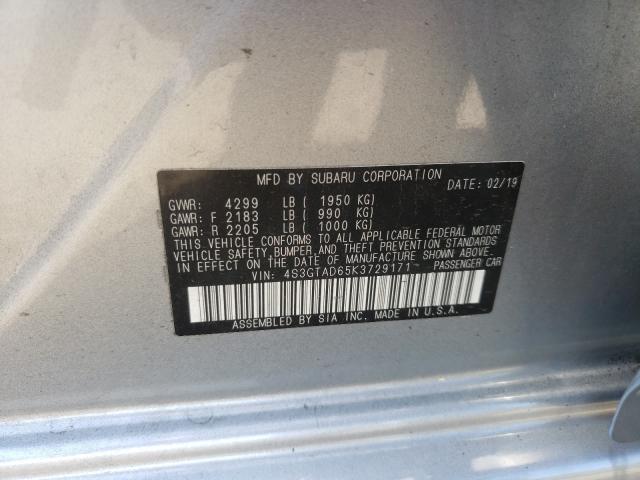 MFD BY SUBARU CORPORATION
DATE: 02/19
GVWR: 4299 LB ( 1950 KG)
GAWR: F 2183 LB ( 990 KG)
GAWR: R 2205 LB ( 1000 KG)
THIS VEHICLE CONFORMS TO ALL APPLICABLE FEDERAL MOTOR
VEHICLE SAFETY, BUMPER, AND THEFT PREVENTION STANDARDS
IN EFFECT ON THE DATE OF MANUFACTURE SHOWN ABOVE.
VIN: 4S3GTAD65K3729171 PASSENGER CAR
ASSEMBLED BY SIA INC. MADE IN U.S.A.